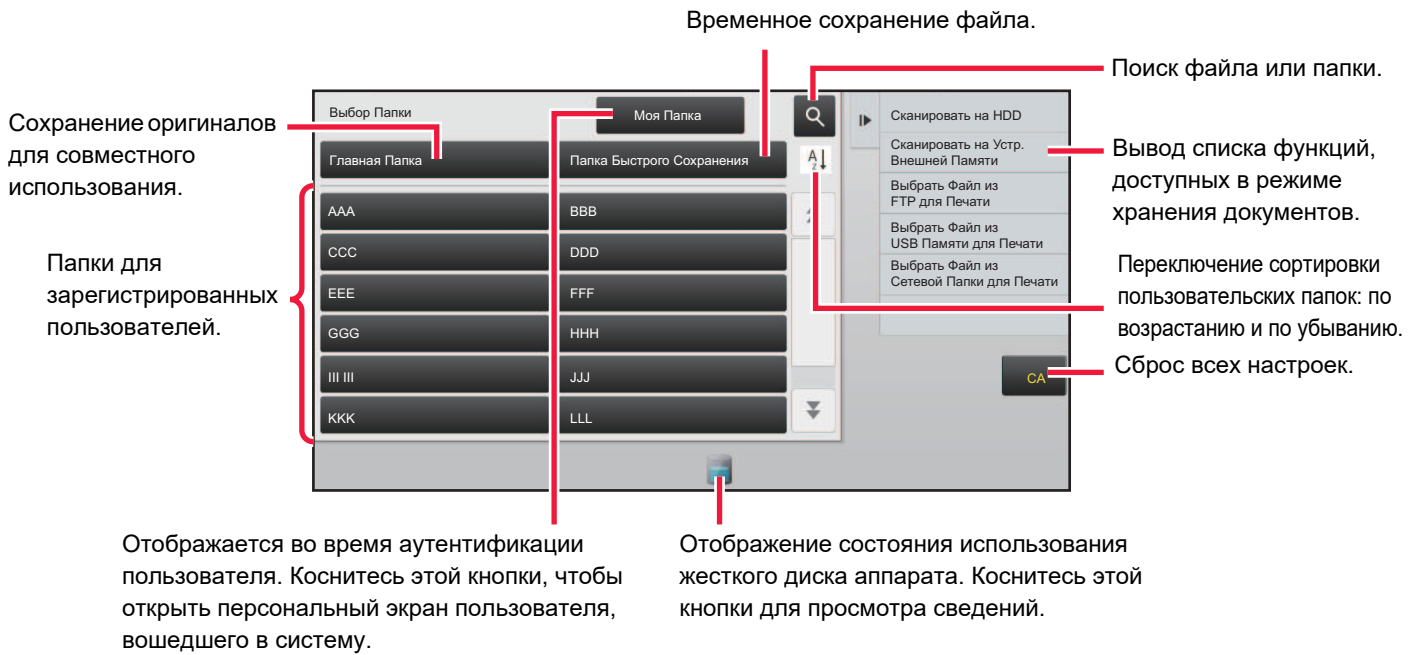 Временное сохранение файла.
Поиск файла или папки.
Сохранение оригиналов
для совместного
использования.
Выбор Папки
Моя Папка
Сканировать на HDD
Главная Папка
Папка Быстрого Сохранения
A
Z
Сканировать на Устр.
Внешней Памяти
Вывод списка функций,
доступных в режиме
хранения документов.
Выбрать Файл из
FTP для Печати
Выбрать Файл из
USB Памяти для Печати
Выбрать Файл из
Сетевой Папки для Печати
Папки для
зарегистрированных
пользователей.
AAA
BBB
CCC
DDD
EEE
FFF
GGG
HHH
III III
JJJ
KKK
LLL
Переключение сортировки
пользовательских папок: по
возрастанию и по убыванию.
CA
Сброс всех настроек.
Отображается во время аутентификации
пользователя. Коснитесь этой кнопки, чтобы
открыть персональный экран пользователя,
вошедшего в систему.
Отображение состояния использования
жесткого диска аппарата. Коснитесь этой
кнопки для просмотра сведений.